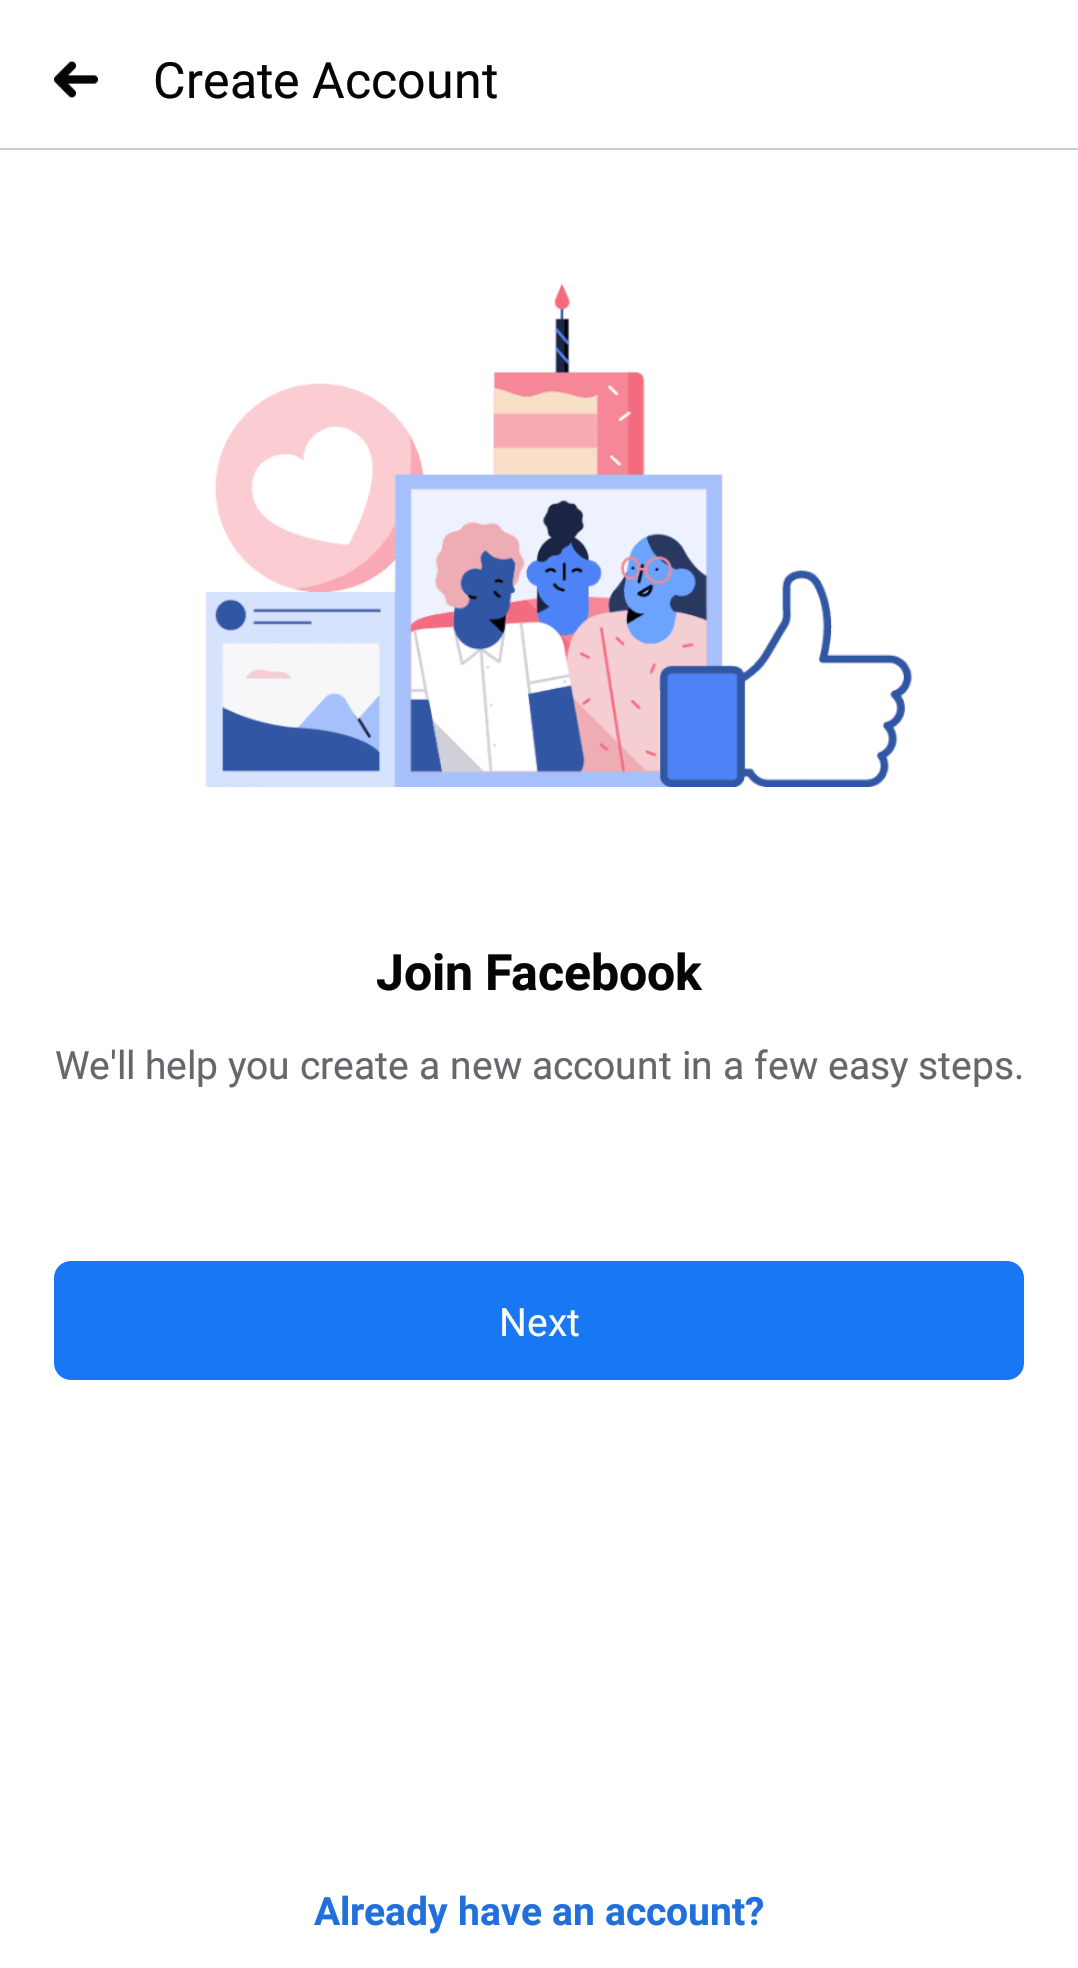 Create Account
Join Facebook
We'll help you create a new account in a few easy steps.
Next
Already have an account?